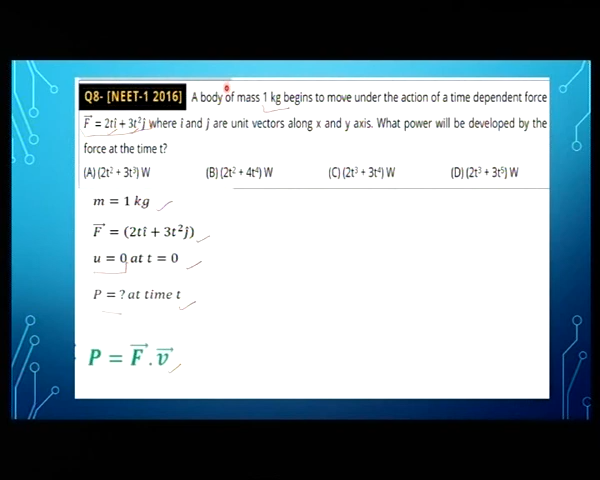 Q8- [NEET-1 2016] A body of mass 1 kg begins to move under the action of a time dependent force
F⃗ = 2tî + 3t²ĵ where i and j are unit vectors along x and y axis. What power will be developed by the
force at the time t?
(A) (2t² + 3t³) W (B) (2t² + 4t⁴) W (C) (2t³ + 3t⁴) W (D) (2t³ + 3t⁵) W
m = 1 kg
F⃗ = (2tî + 3t²ĵ)
u = 0 at t = 0
P = ? at time t
P = F⃗ . v⃗